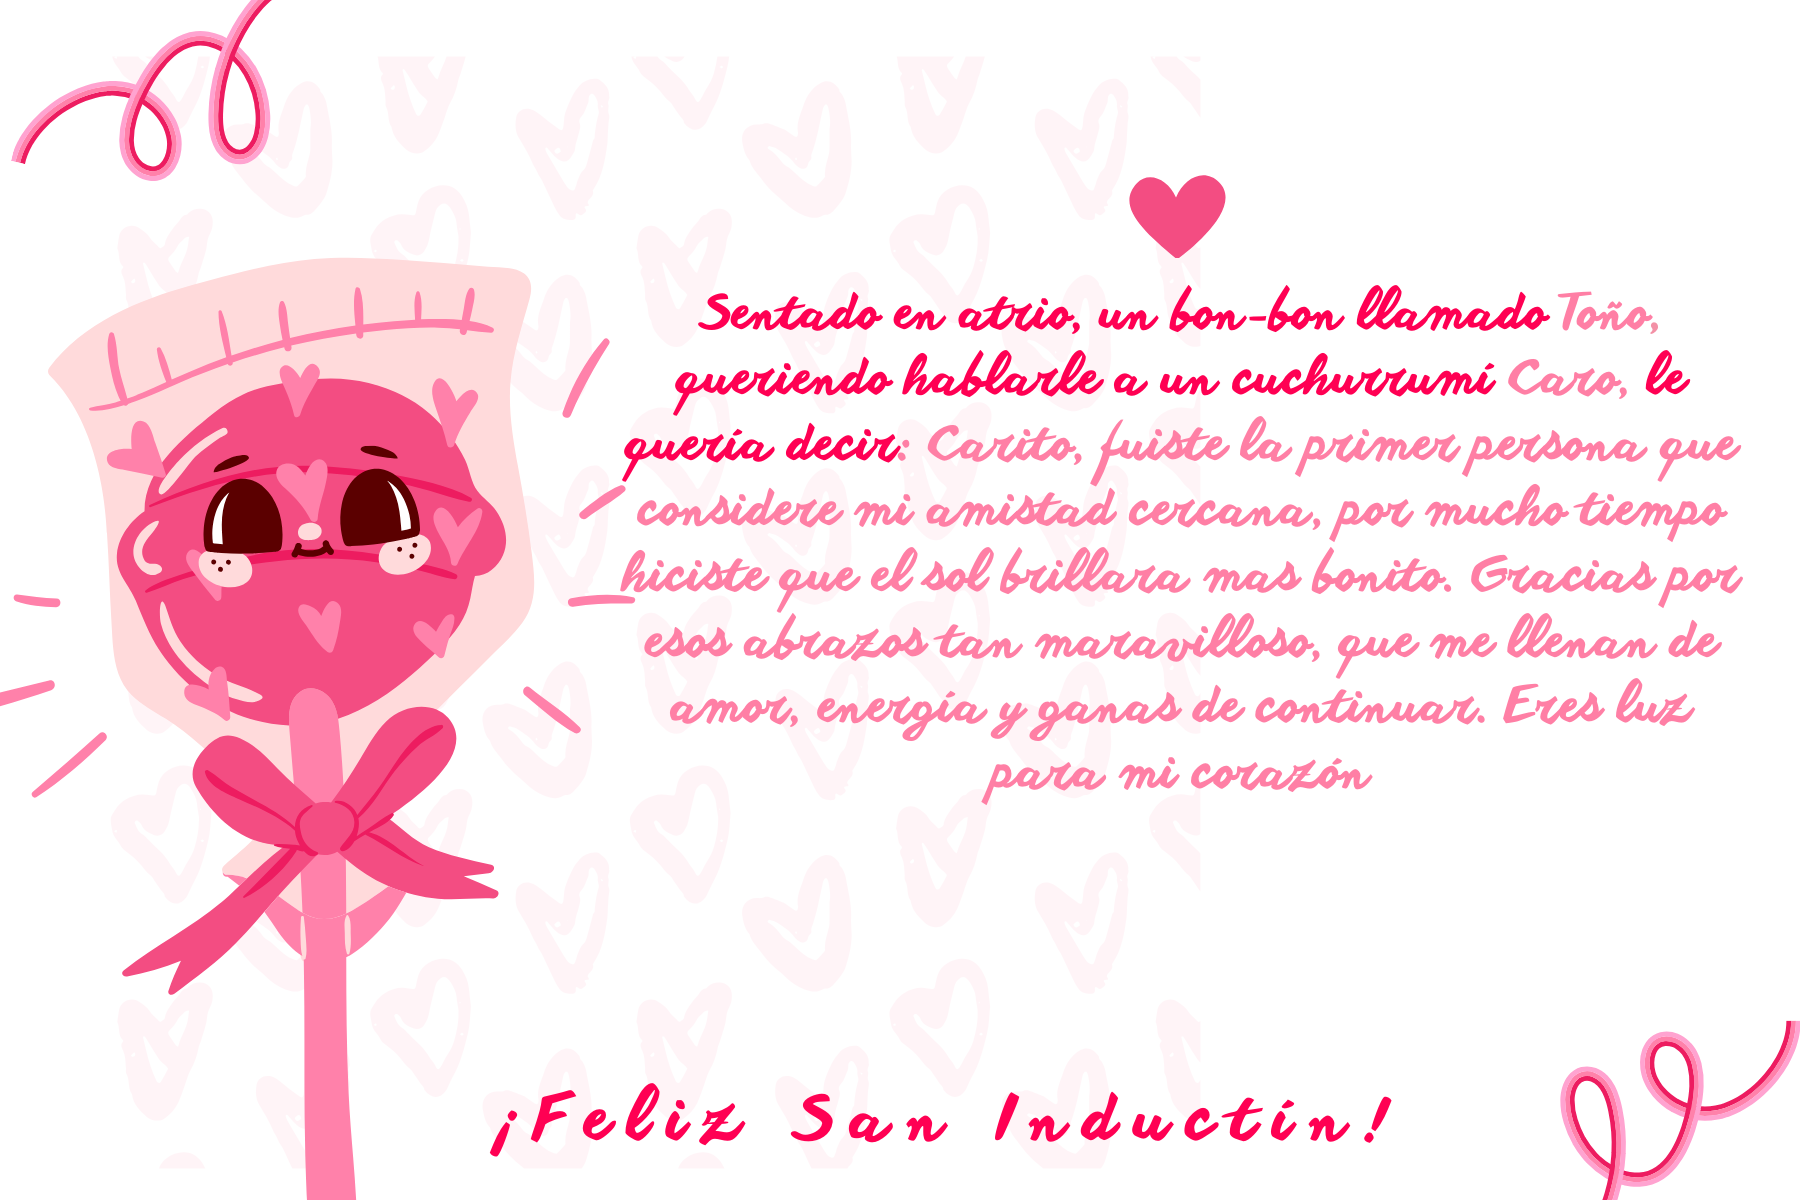 Sentado en atrio, un bon-bon llamado Toño,
queriendo hablarle a un cuchurrumí Caro, le
quería decir: Carito, fuiste la primer persona que
considere mi amistad cercana, por mucho tiempo
hiciste que el sol brillara mas bonito. Gracias por
esos abrazos tan maravilloso, que me llenan de
amor, energía y ganas de continuar. Eres luz
para mi corazón
¡Feliz San Inductín!